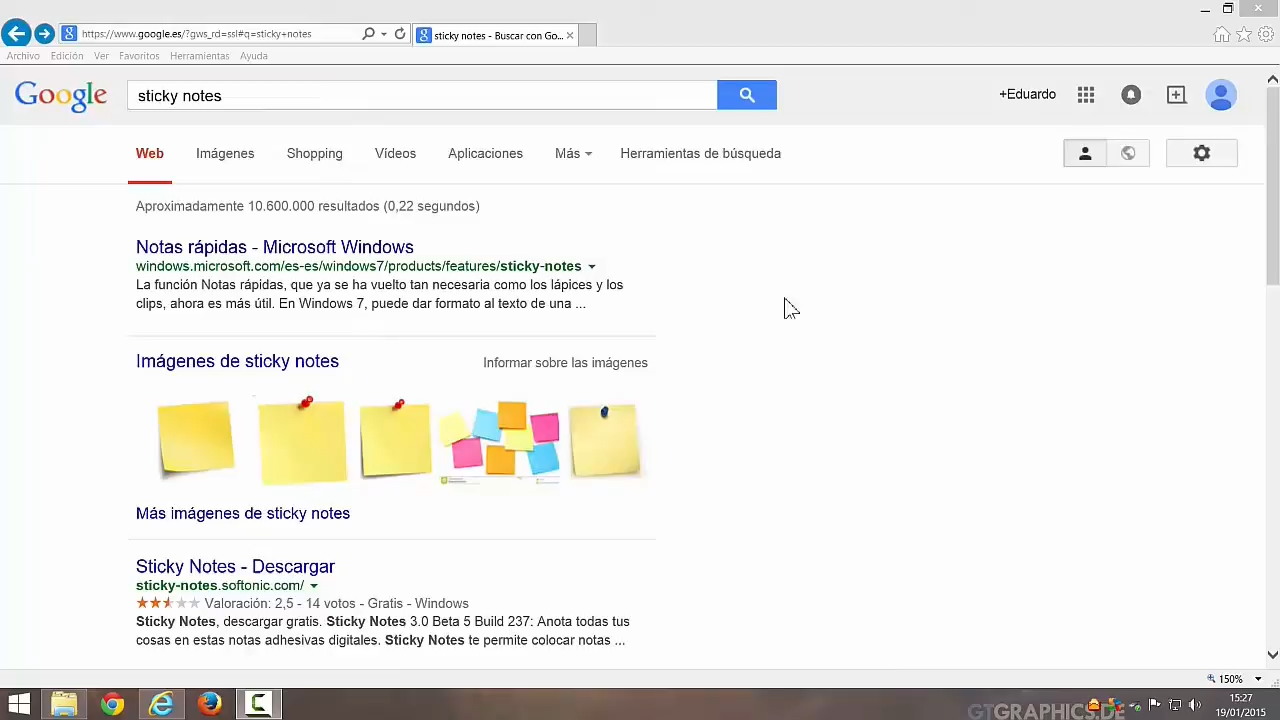 https://www.google.es/?gws_rd=ssl#q=sticky+notes
sticky notes - Buscar con Go...
Archivo Edición Ver Favoritos Herramientas Ayuda
Google
sticky notes
+Eduardo
Web Imágenes Shopping Vídeos Aplicaciones Más Herramientas de búsqueda
Aproximadamente 10.600.000 resultados (0,22 segundos)
Notas rápidas - Microsoft Windows
windows.microsoft.com/es-es/windows7/products/features/sticky-notes
La función Notas rápidas, que ya se ha vuelto tan necesaria como los lápices y los
clips, ahora es más útil. En Windows 7, puede dar formato al texto de una ...
Imágenes de sticky notes
Informar sobre las imágenes
Más imágenes de sticky notes
Sticky Notes - Descargar
sticky-notes.softonic.com/
Valoración: 2,5 - 14 votos - Gratis - Windows
Sticky Notes, descargar gratis. Sticky Notes 3.0 Beta 5 Build 237: Anota todas tus
cosas en estas notas adhesivas digitales. Sticky Notes te permite colocar notas ...
150%
15:27
19/01/2015
GTGRAPHICS.DE